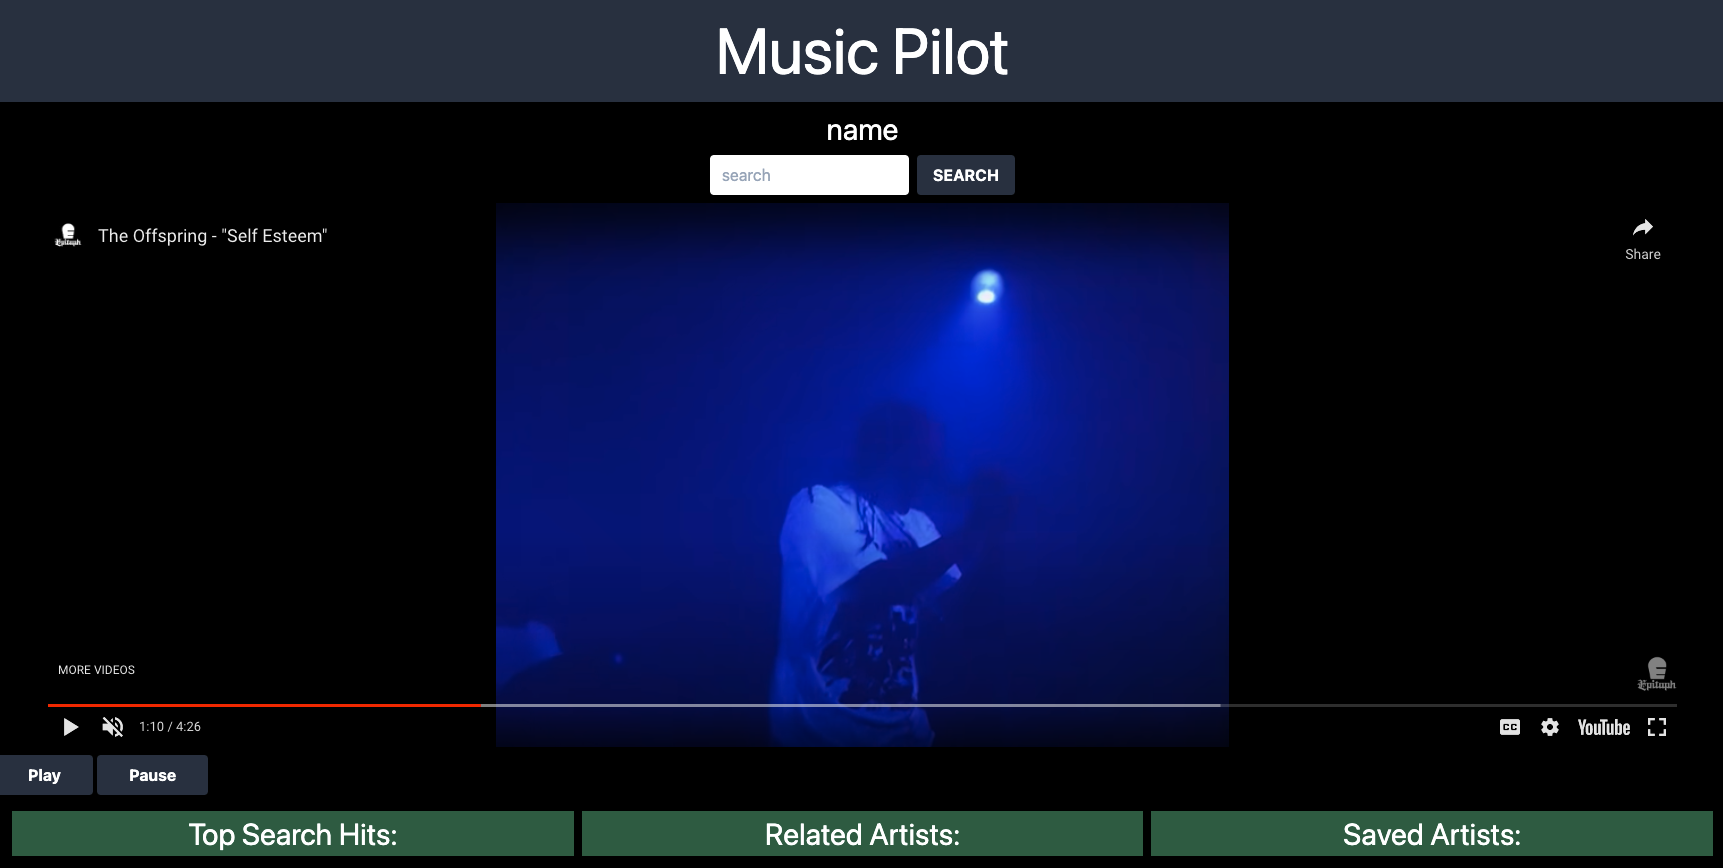 Music Pilot
name
search SEARCH
Epitaph The Offspring - "Self Esteem"
Share
MORE VIDEOS
Epitaph
1:10 / 4:26 CC YouTube
Play Pause
Top Search Hits: Related Artists: Saved Artists: